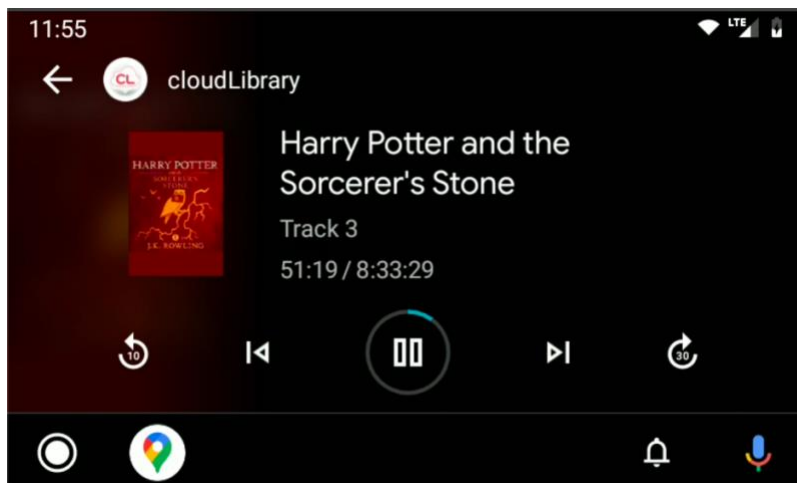 11:55
LTE
CL
cloudLibrary
HARRY POTTER
SORCERER'S
STONE
J.K. ROWLING
Harry Potter and the
Sorcerer's Stone
Track 3
51:19 / 8:33:29
10
30